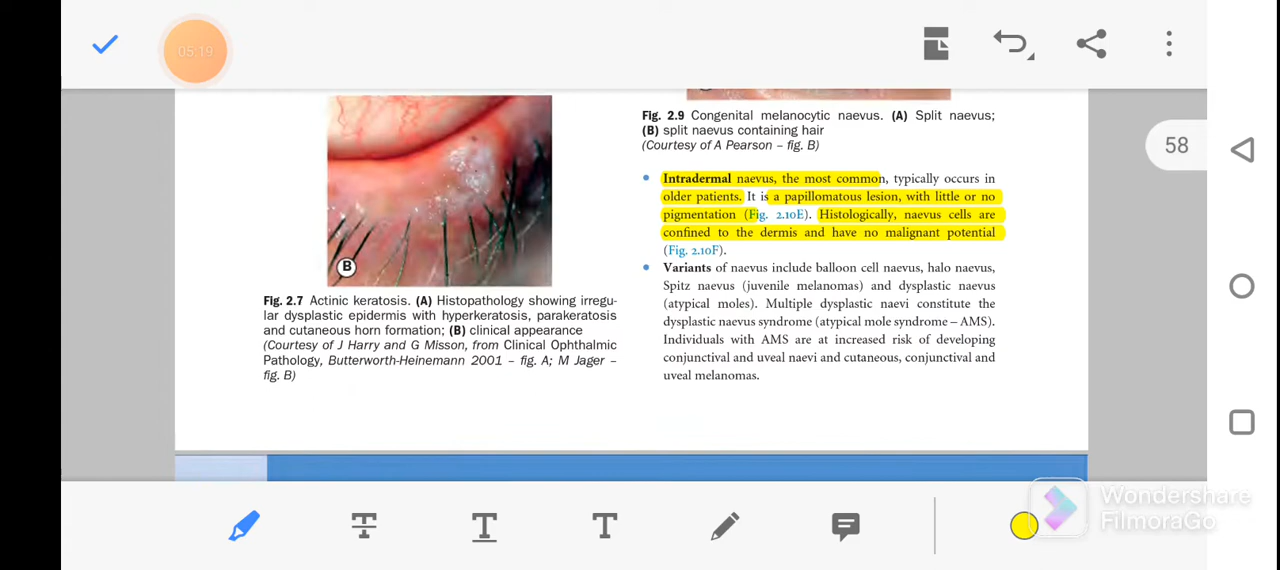 05:19
58
B
Fig. 2.7 Actinic keratosis. (A) Histopathology showing irregu-
lar dysplastic epidermis with hyperkeratosis, parakeratosis
and cutaneous horn formation; (B) clinical appearance
(Courtesy of J Harry and G Misson, from Clinical Ophthalmic
Pathology, Butterworth-Heinemann 2001 – fig. A; M Jager –
fig. B)
Fig. 2.9 Congenital melanocytic naevus. (A) Split naevus;
(B) split naevus containing hair
(Courtesy of A Pearson – fig. B)
• Intradermal naevus, the most common, typically occurs in
older patients. It is a papillomatous lesion, with little or no
pigmentation (Fig. 2.10E). Histologically, naevus cells are
confined to the dermis and have no malignant potential
(Fig. 2.10F).
• Variants of naevus include balloon cell naevus, halo naevus,
Spitz naevus (juvenile melanomas) and dysplastic naevus
(atypical moles). Multiple dysplastic naevi constitute the
dysplastic naevus syndrome (atypical mole syndrome – AMS).
Individuals with AMS are at increased risk of developing
conjunctival and uveal naevi and cutaneous, conjunctival and
uveal melanomas.
T
T
T
Wondershare
FilmoraGo